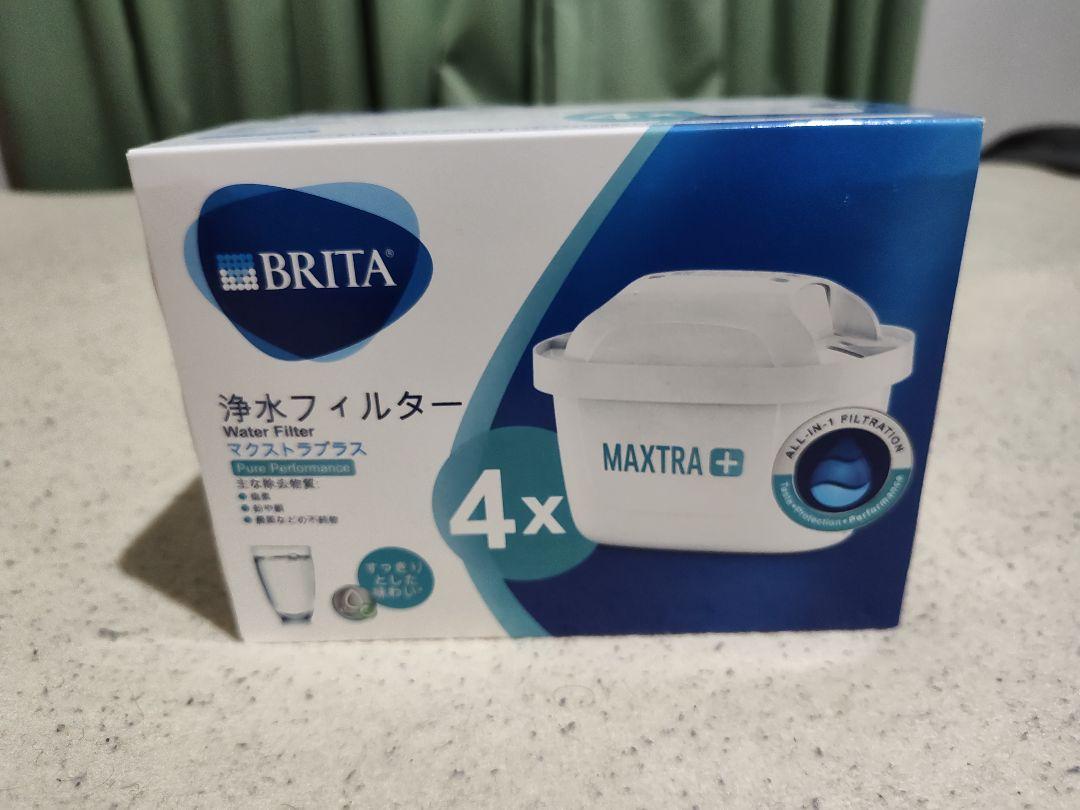 BRITA®
浄水フィルター
Water Filter
マクストラプラス
Pure Performance
主な除去物質:
すっきり
とした
味わい
4x
MAXTRA+
ALL-IN-1 FILTRATION
Taste•Protection•Performance